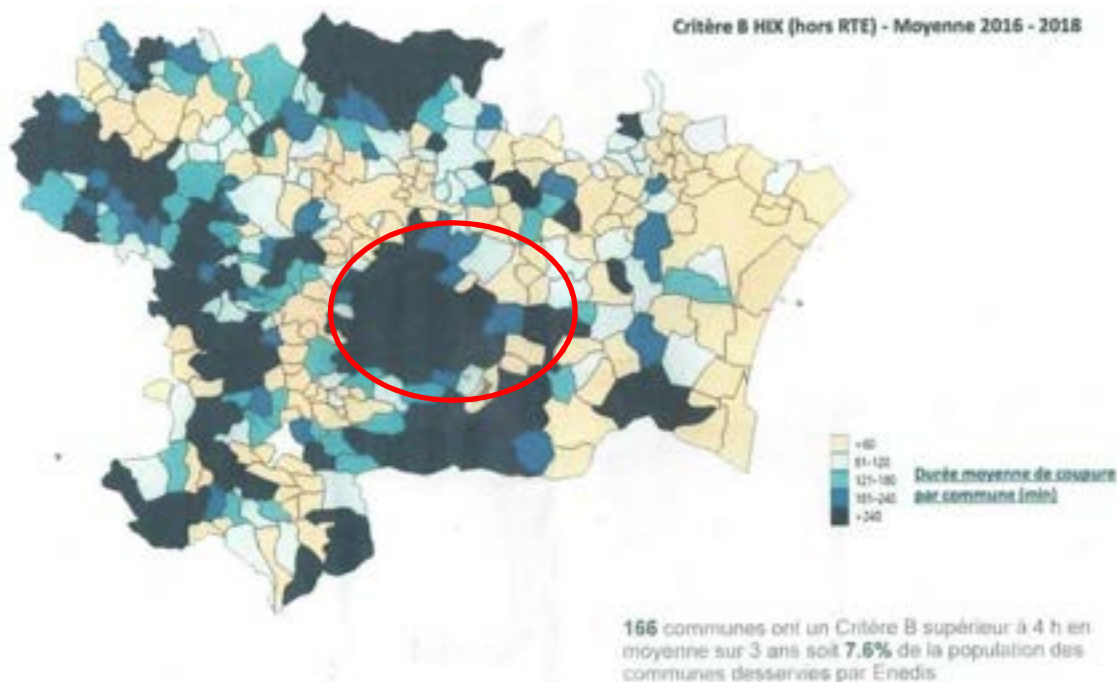 Critère B HIX (hors RTE) - Moyenne 2016 - 2018
<60
61-120
121-180
181-240
>240
Durée moyenne de coupure
par commune (min)
166 communes ont un Critère B supérieur à 4 h en
moyenne sur 3 ans soit 7.6% de la population des
communes desservies par Enedis